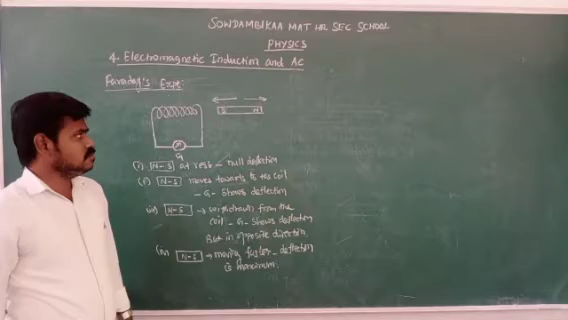 SOWDAMBIKAA MAT HR SEC SCHOOL
PHYSICS
4. Electromagnetic Induction and AC
Faraday's Expt:
S N
G
(i) N-S at rest - null deflection
(ii) N-S moves towards to the coil
- G - Shows deflection
iii) N-S → withdrawn from the
coil - G - Shows deflection
But in opposite direction.
(iv) N-S → moving faster - deflection
is maximum.